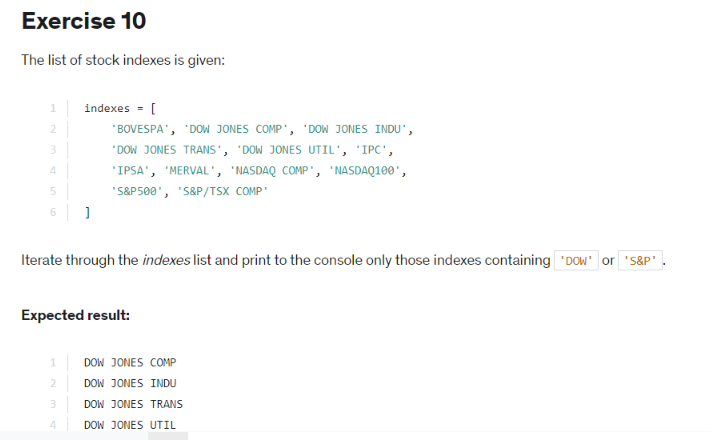 Exercise 10
The list of stock indexes is given:
1 indexes = [
2 'BOVESPA', 'DOW JONES COMP', 'DOW JONES INDU',
3 'DOW JONES TRANS', 'DOW JONES UTIL', 'IPC',
4 'IPSA', 'MERVAL', 'NASDAQ COMP', 'NASDAQ100',
5 'S&P500', 'S&P/TSX COMP'
6 ]
Iterate through the indexes list and print to the console only those indexes containing 'DOW' or 'S&P'.
Expected result:
1 DOW JONES COMP
2 DOW JONES INDU
3 DOW JONES TRANS
4 DOW JONES UTIL